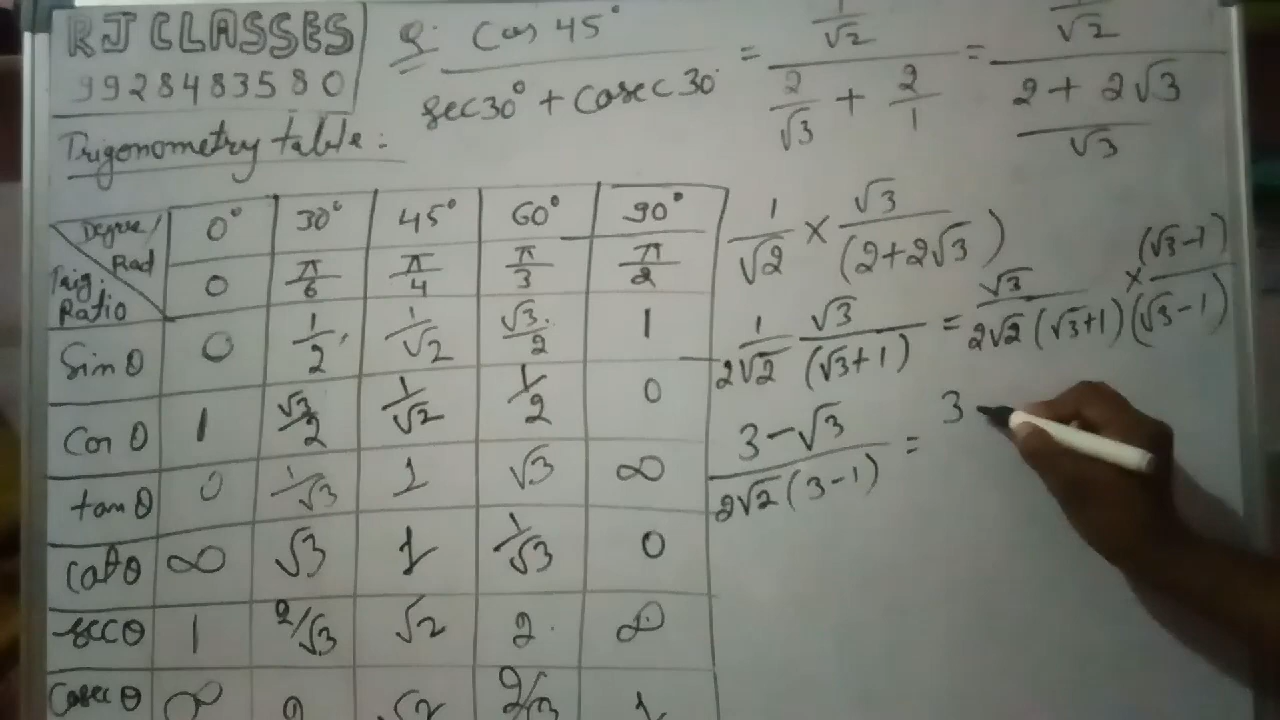 RJ CLASSES
9928483580
Q. Cos 45° / sec30° + Cosec 30° = 1/√2 / 2/√3 + 2/1 = 1/√2 / 2 + 2√3 / √3
Trigonometry table:
Degree/Rad 0° 30° 45° 60° 90°
Trig. Ratio 0 π/6 π/4 π/3 π/2
Sin θ 0 1/2 1/√2 √3/2 1
Cos θ 1 √3/2 1/√2 1/2 0
tan θ 0 1/√3 1 √3 ∞
Cot θ ∞ √3 1 1/√3 0
sec θ 1 2/√3 √2 2 ∞
Cosec θ ∞ 2 √2 2/√3 1
1/√2 × √3/(2+2√3)
1/2√2 √3/(√3+1) = √3/2√2(√3+1) × (√3-1)/(√3-1)
3-√3/2√2(3-1) = 3